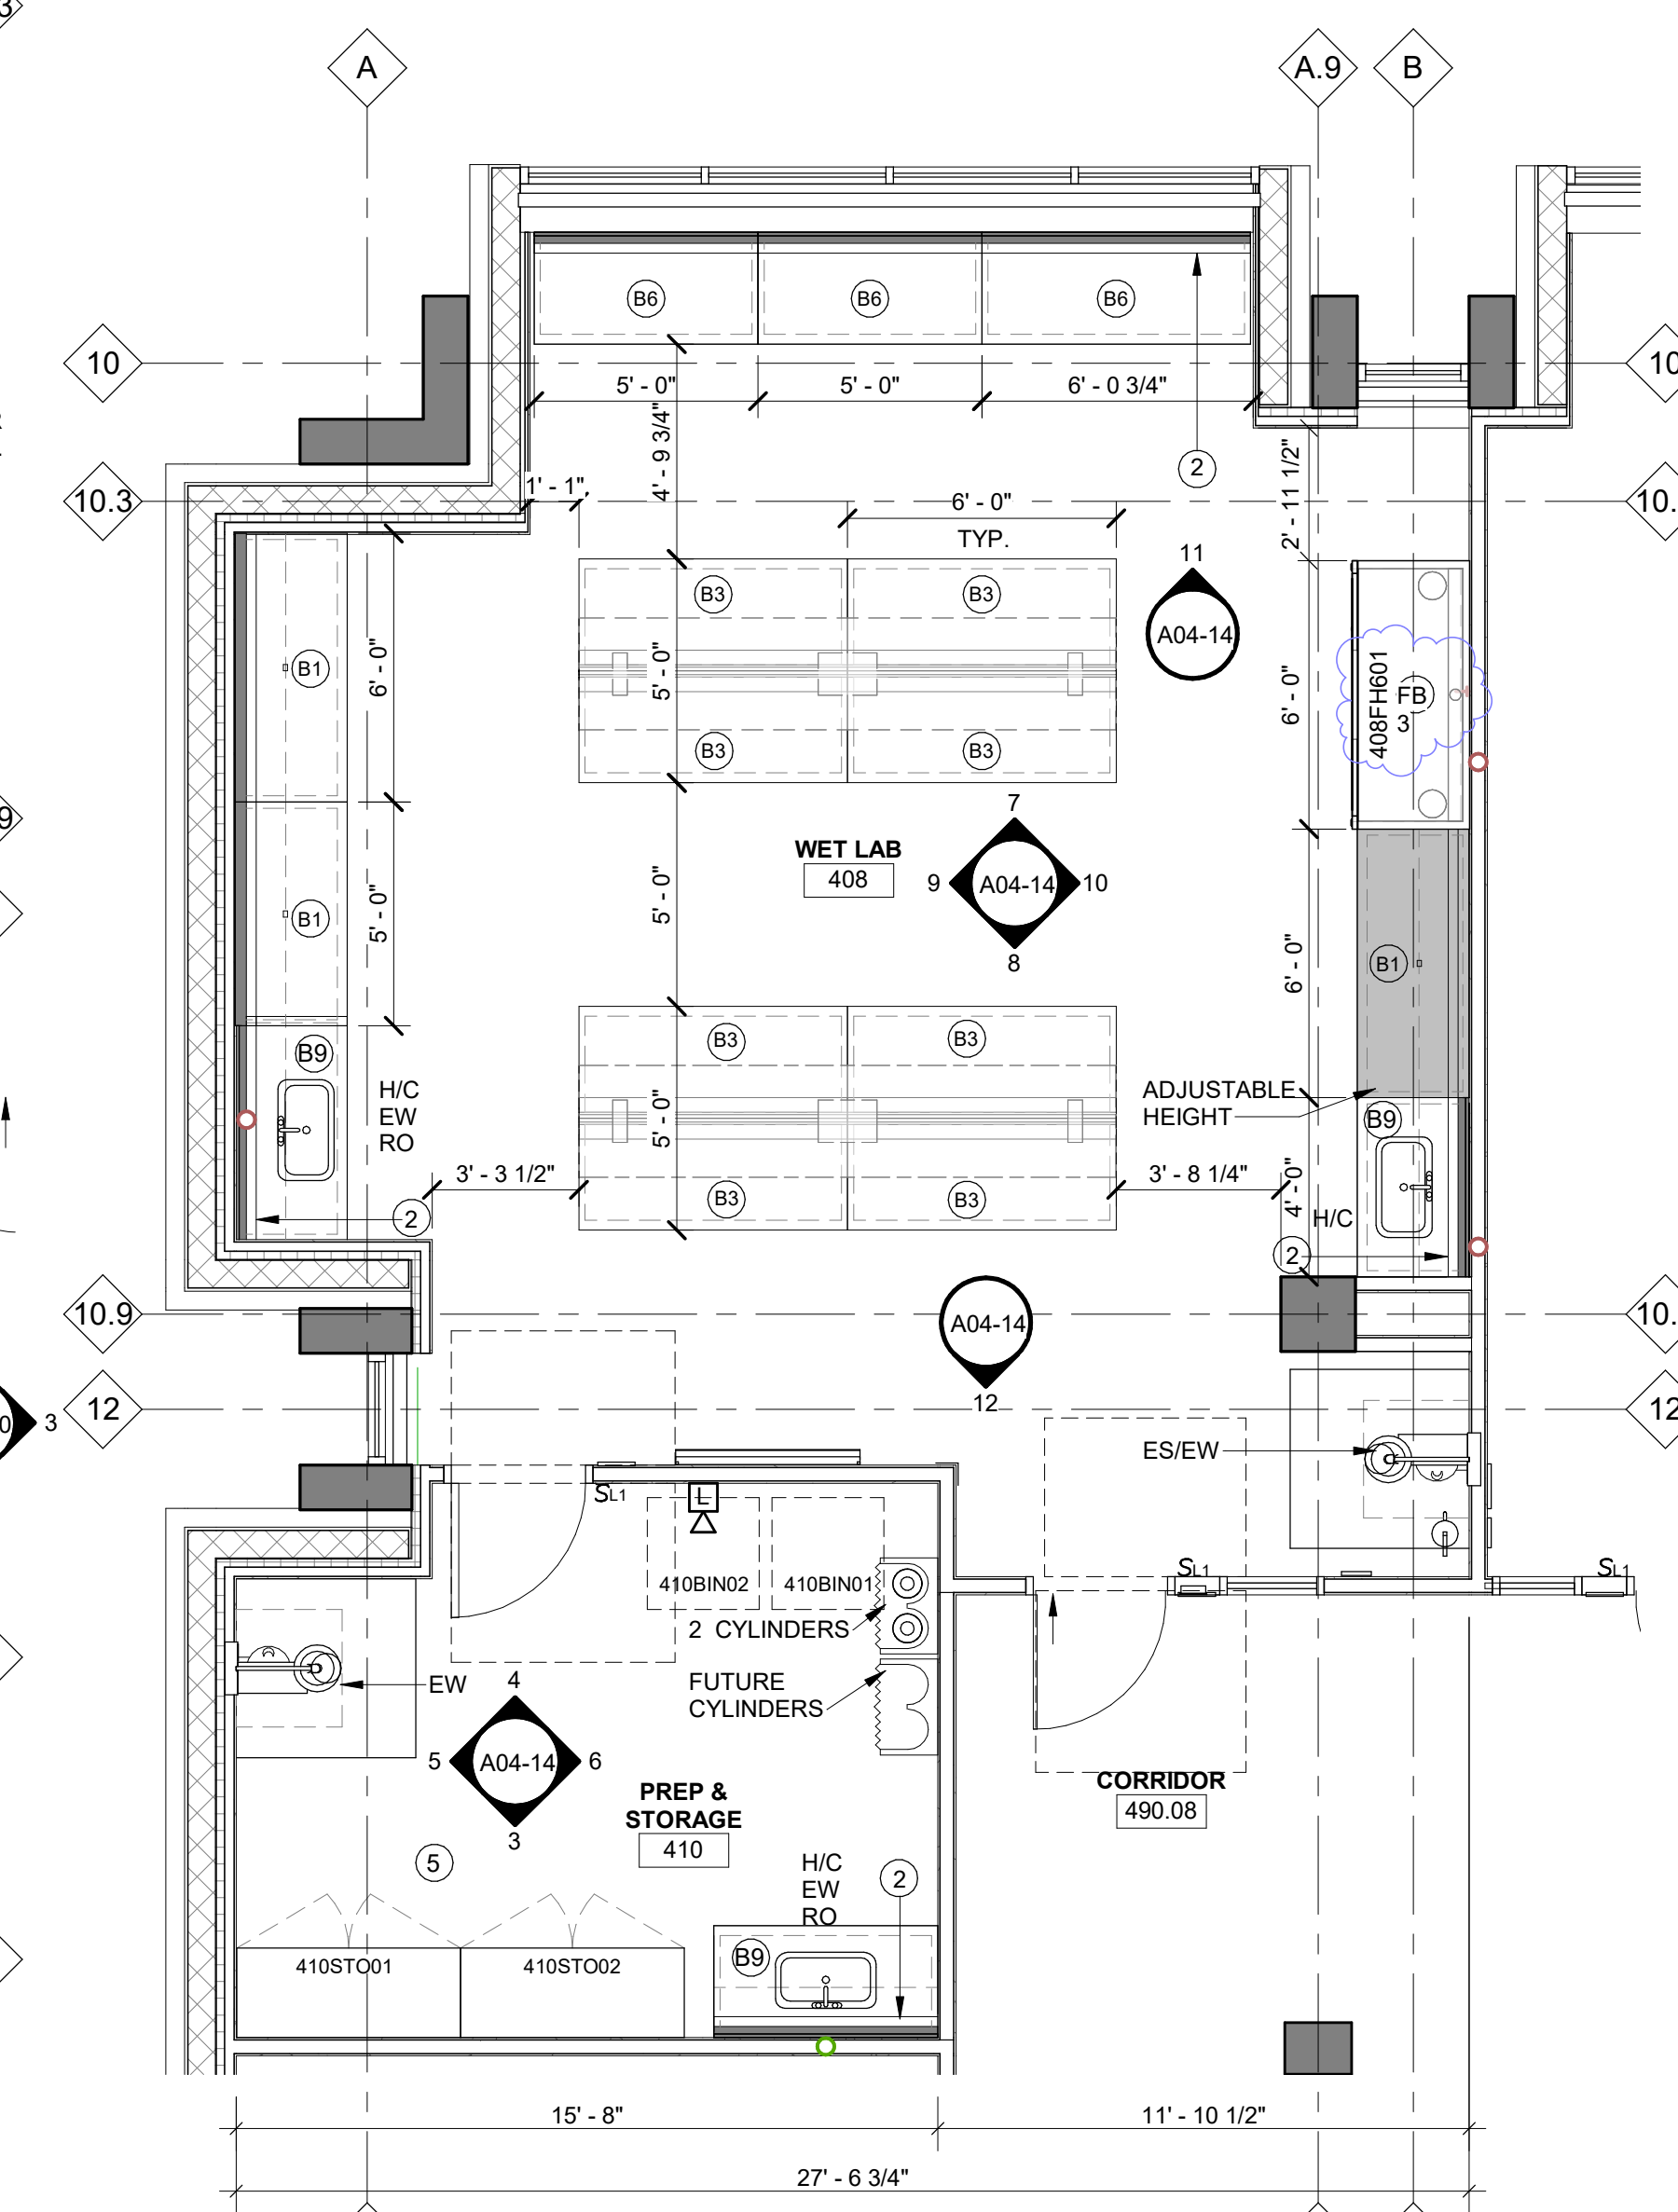 A
A.9
B
B6
B6
B6
10
10
5' - 0"
5' - 0"
6' - 0 3/4"
4' - 9 3/4"
2' - 11 1/2"
2
10.3
1' - 1"
6' - 0"
TYP.
10.
11
A04-14
B3
B3
B1
6' - 0"
5' - 0"
6' - 0"
408FH601
FB
3
B3
B3
7
WET LAB
408
9
A04-14
10
8
B1
5' - 0"
5' - 0"
6' - 0"
B1
B9
B3
B3
H/C
EW
RO
5' - 0"
ADJUSTABLE
HEIGHT
B9
3' - 3 1/2"
3' - 8 1/4"
4' - 0"
B3
B3
2
H/C
2
10.9
A04-14
10.
12
12
12
3
ES/EW
SL1
L
410BIN02
410BIN01
SL1
SL1
2 CYLINDERS
FUTURE
CYLINDERS
EW
4
5
A04-14
6
3
PREP &
STORAGE
410
CORRIDOR
490.08
5
H/C
EW
RO
2
B9
410STO01
410STO02
15' - 8"
11' - 10 1/2"
27' - 6 3/4"